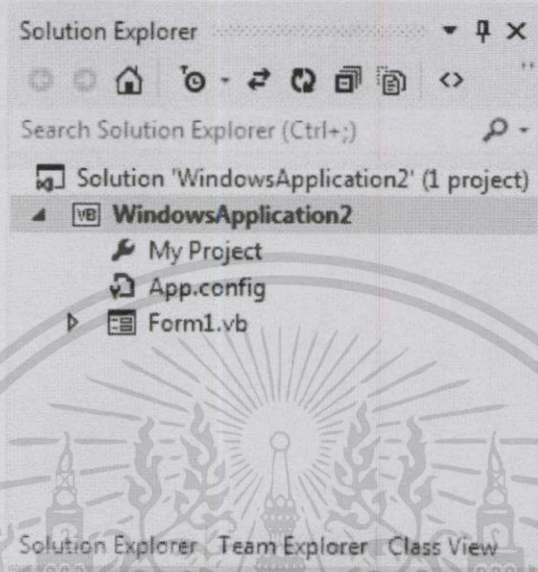 Solution Explorer
Search Solution Explorer (Ctrl+;)
Solution 'WindowsApplication2' (1 project)
VB WindowsApplication2
My Project
App.config
Form1.vb
Solution Explorer Team Explorer Class View